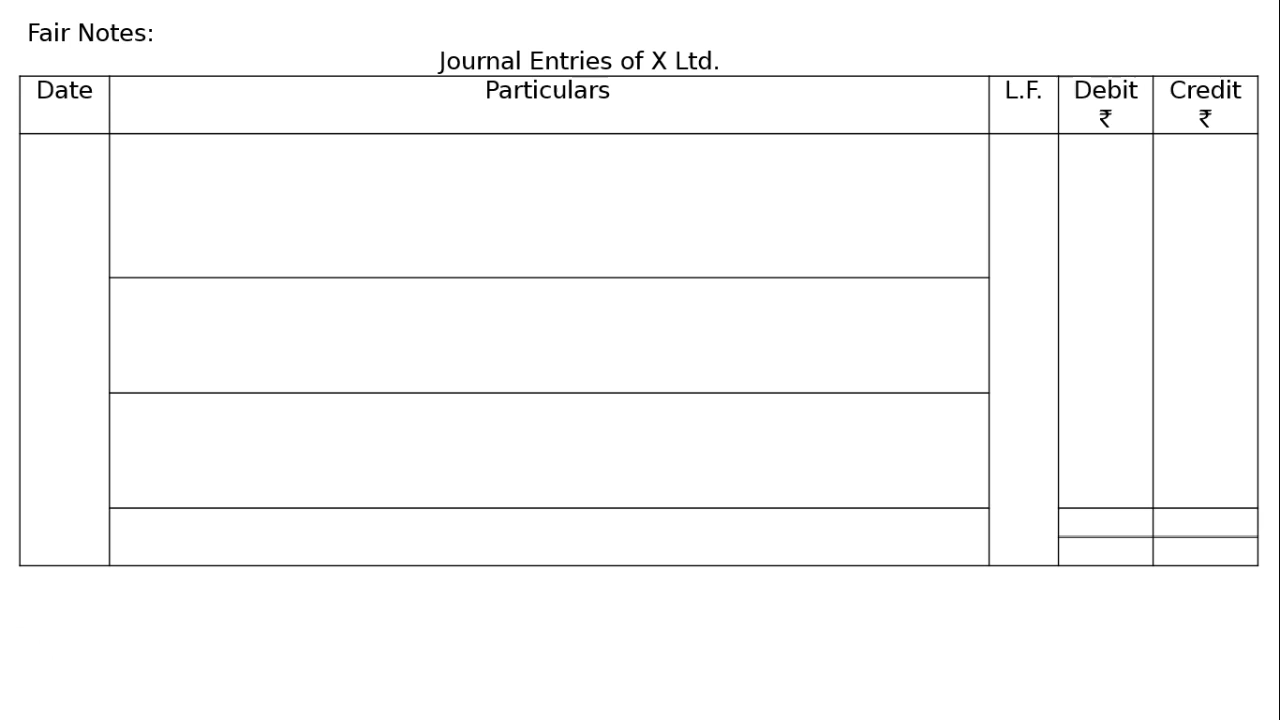 Fair Notes:
Journal Entries of X Ltd.
Date Particulars L.F. Debit Credit
₹ ₹